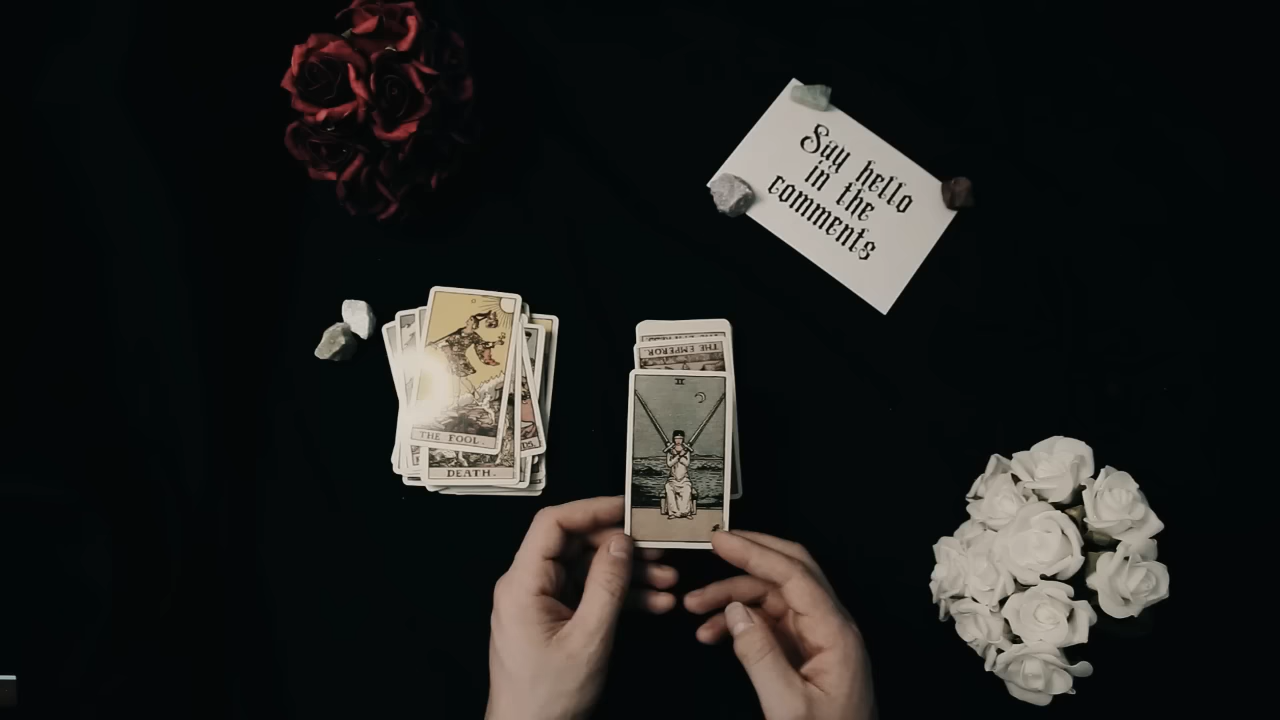 Say hello
in the
comments
THE EMPEROR
II
THE FOOL.
DEATH.